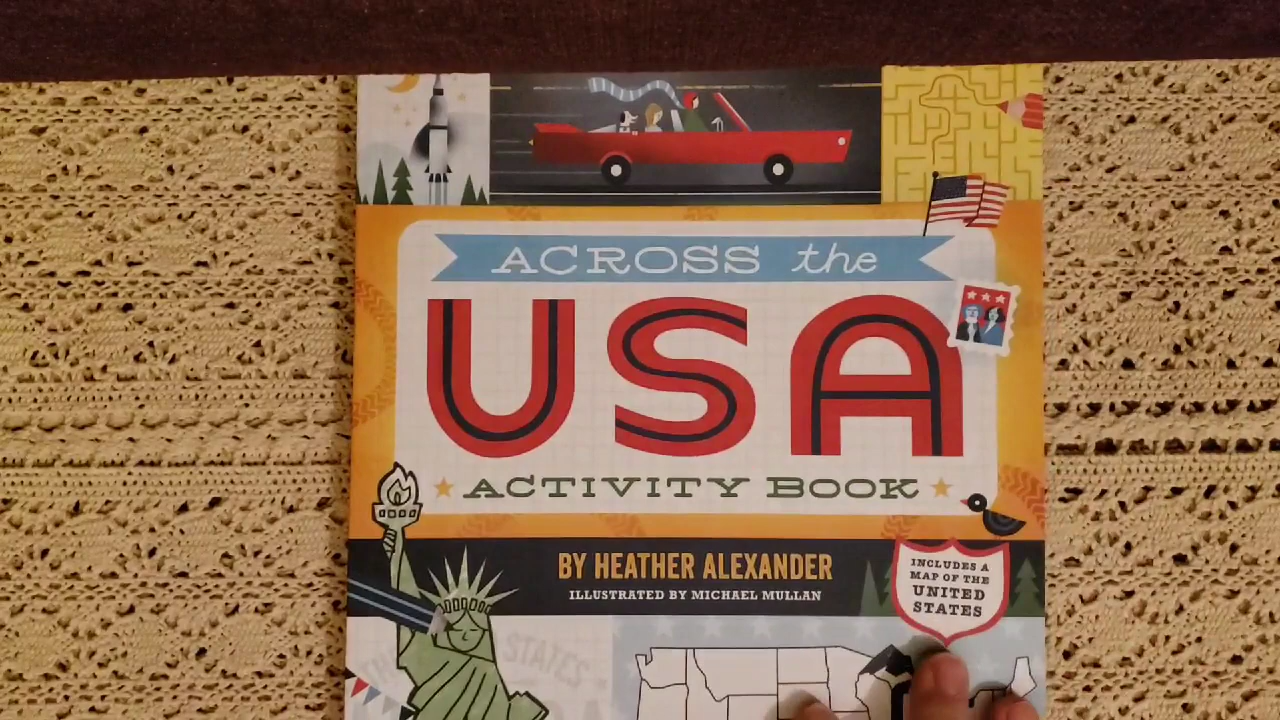 ACROSS the
USA
ACTIVITY BOOK
BY HEATHER ALEXANDER
ILLUSTRATED BY MICHAEL MULLAN
INCLUDES A
MAP OF THE
UNITED
STATES
STATES